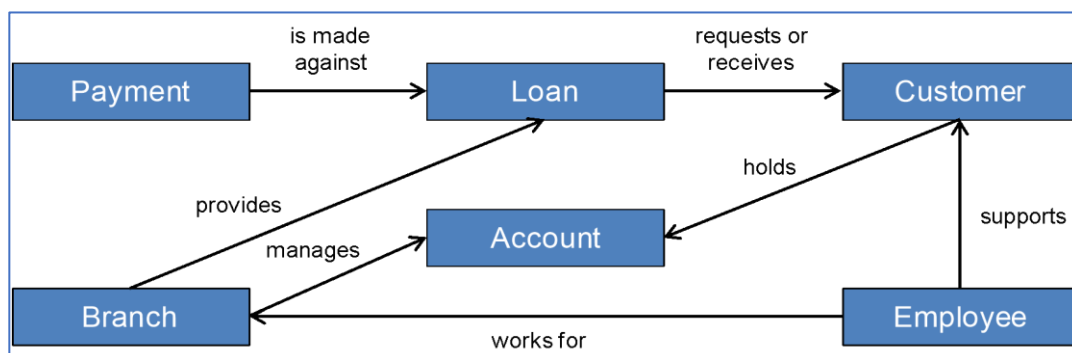 is made
against
requests or
receives
Payment
Loan
Customer
holds
provides
supports
manages
Account
Branch
Employee
works for